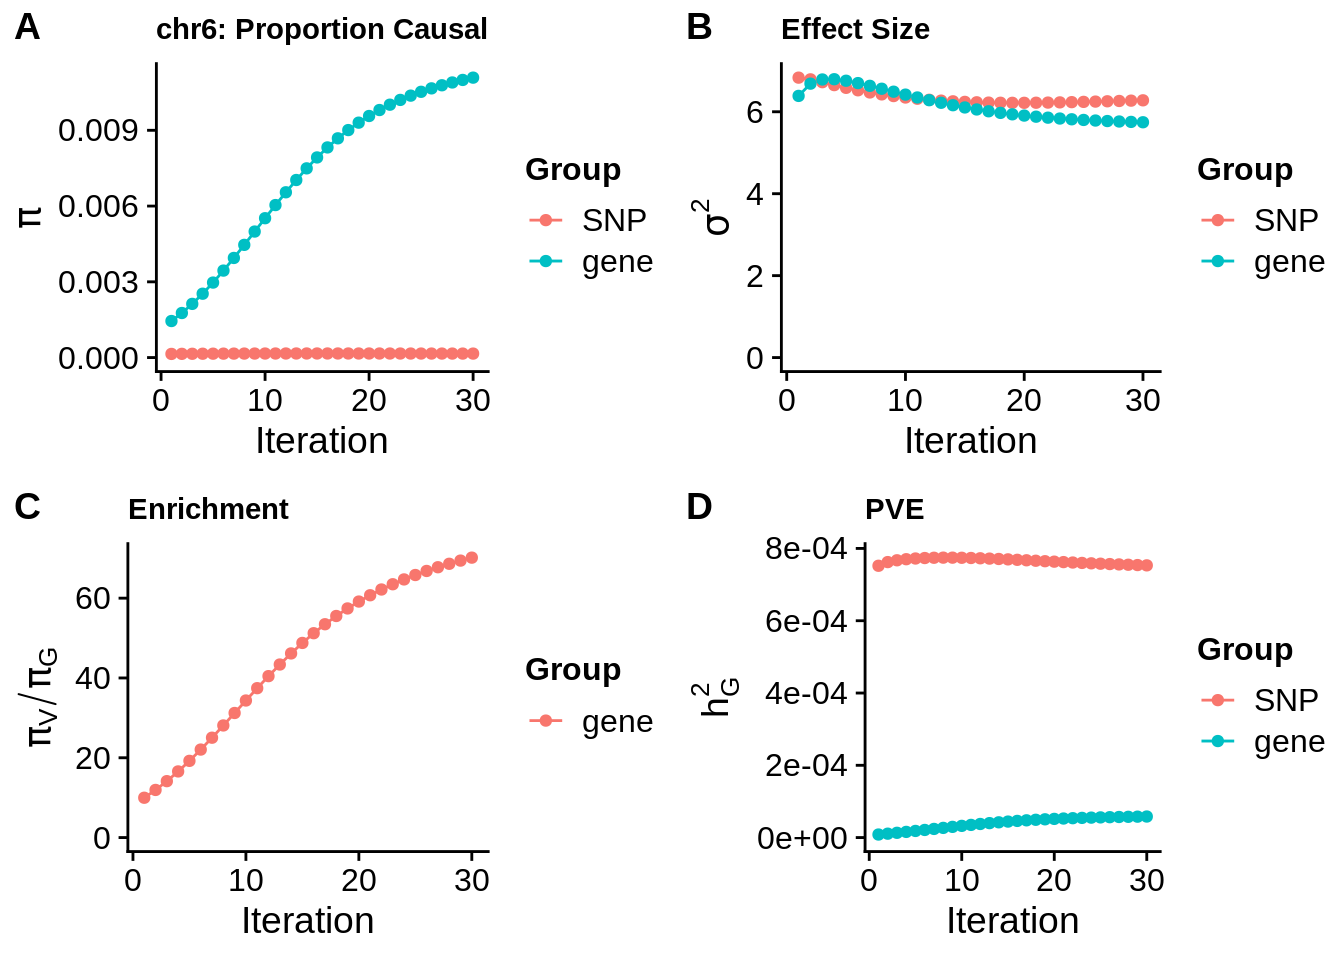 A
chr6: Proportion Causal
π
0.009
0.006
0.003
0.000
0 10 20 30
Iteration
Group
SNP
gene
B
Effect Size
σ²
6
4
2
0
0 10 20 30
Iteration
Group
SNP
gene
C
Enrichment
πV/πG
60
40
20
0
0 10 20 30
Iteration
Group
gene
D
PVE
h²G
8e-04
6e-04
4e-04
2e-04
0e+00
0 10 20 30
Iteration
Group
SNP
gene